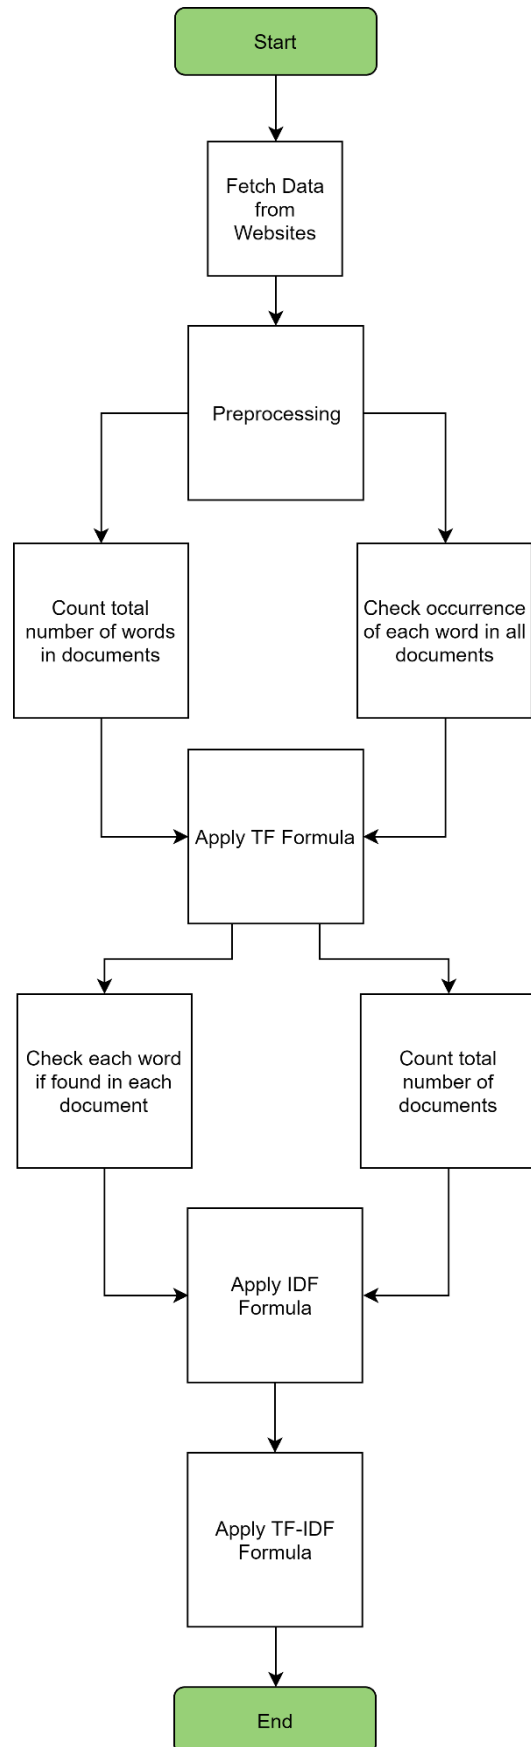 Start
Fetch Data
from
Websites
Preprocessing
Count total
number of words
in documents
Check occurrence
of each word in all
documents
Apply TF Formula
Check each word
if found in each
document
Count total
number of
documents
Apply IDF
Formula
Apply TF-IDF
Formula
End